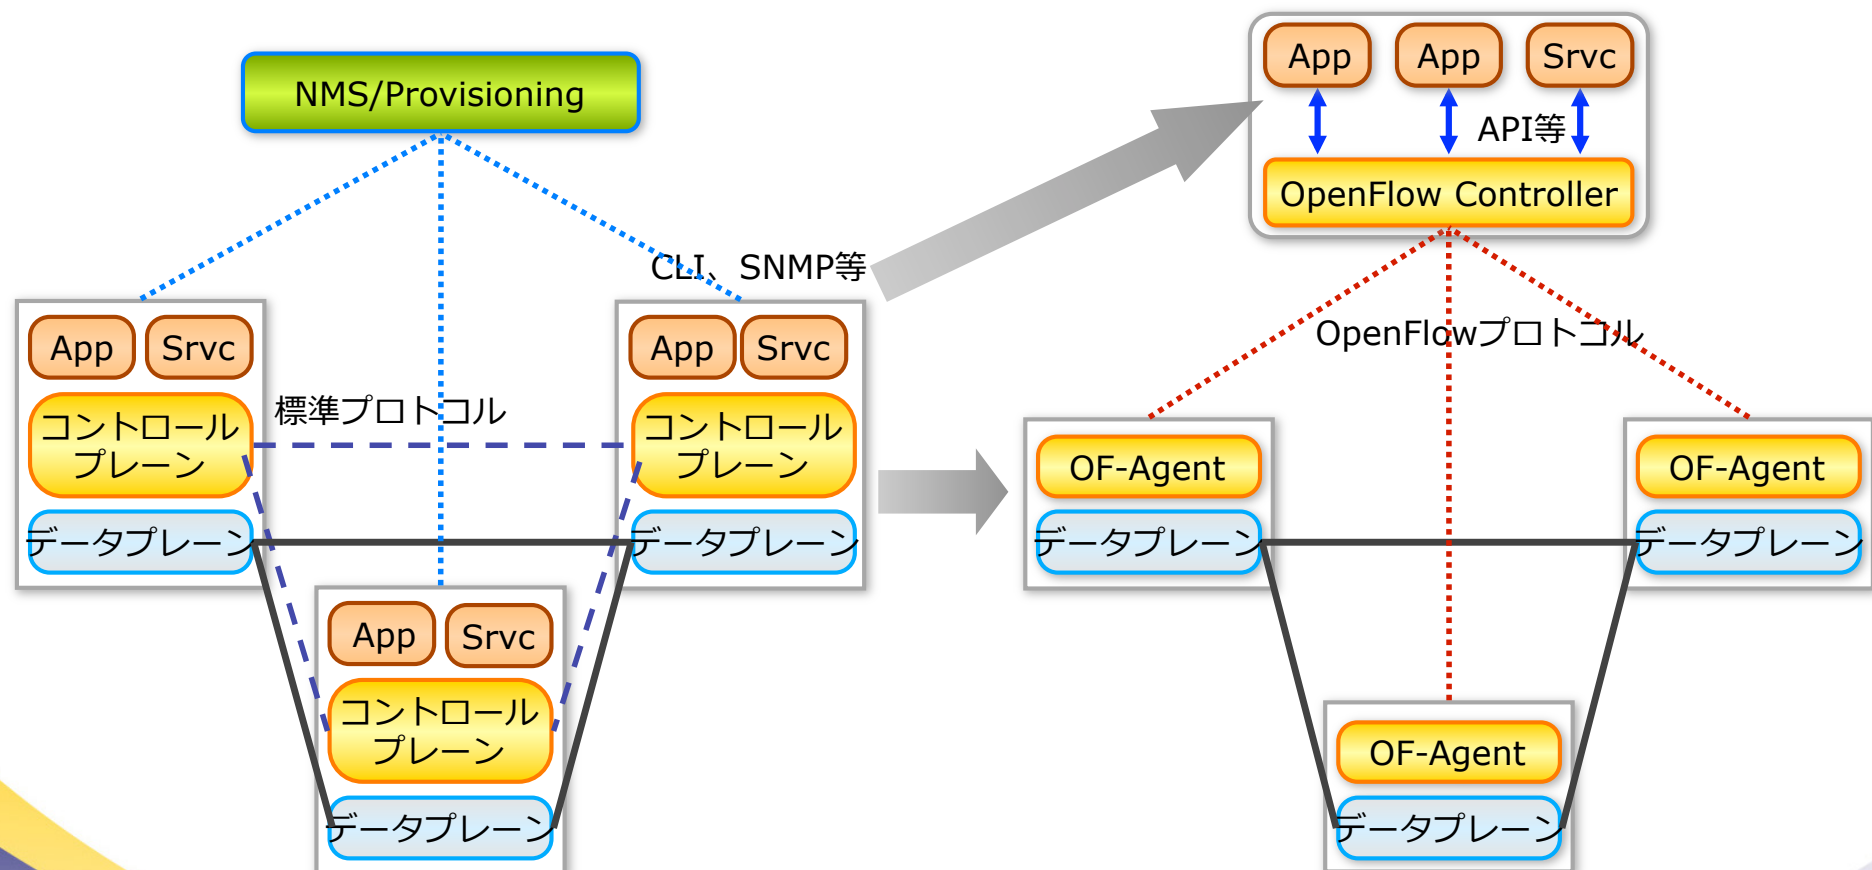 NMS/Provisioning
CLI、SNMP等
App
Srvc
コントロール
プレーン
データプレーン
標準プロトコル
App
Srvc
コントロール
プレーン
データプレーン
App
Srvc
コントロール
プレーン
データプレーン
App
App
Srvc
API等
OpenFlow Controller
OpenFlowプロトコル
OF-Agent
データプレーン
OF-Agent
データプレーン
OF-Agent
データプレーン